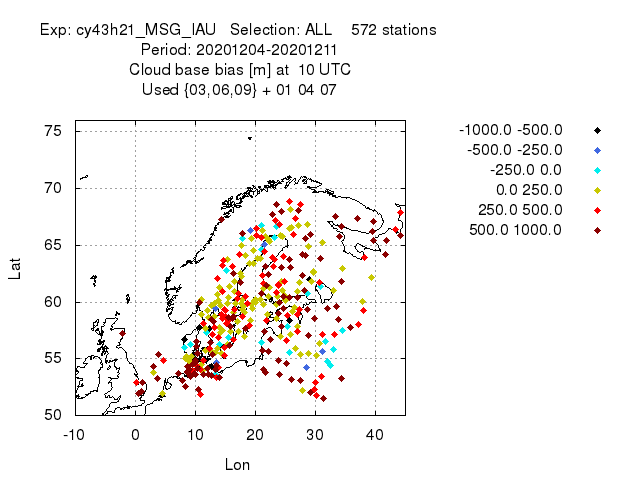 Exp: cy43h21_MSG_IAU   Selection: ALL    572 stations
Period: 20201204-20201211
Cloud base bias [m] at  10 UTC
Used {03,06,09} + 01 04 07
-1000.0 -500.0
-500.0 -250.0
-250.0 0.0
0.0 250.0
250.0 500.0
500.0 1000.0
75
70
65
60
55
50
Lat
-10 0 10 20 30 40
Lon